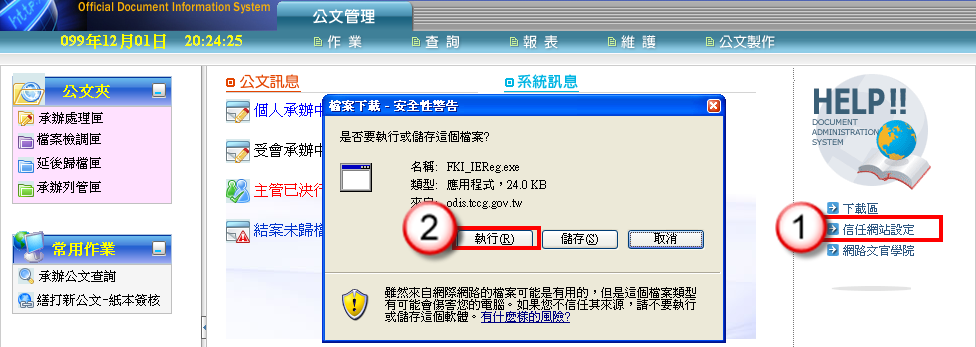 http:
Official Document Information System
公文管理
099年12月01日 20:24:25
作業
查詢
報表
維護
公文製作
公文夾
承辦處理匣
檔案檢調匣
延後歸檔匣
承辦列管匣
常用作業
承辦公文查詢
繕打新公文-紙本簽核
公文訊息
系統訊息
個人承辦中
受會承辦中
主管已決行
結案未歸檔
檔案下載 - 安全性警告
是否要執行或儲存這個檔案?
名稱: FKI_IEReg.exe
類型: 應用程式,24.0 KB
來自: odis.tccg.gov.tw
2
執行(R)
儲存(S)
取消
雖然來自網際網路的檔案可能是有用的,但是這個檔案類型
有可能會傷害您的電腦。如果您不信任其來源,請不要執行
或儲存這個軟體。有什麼樣的風險?
HELP!!
DOCUMENT
ADMINISTRATION
SYSTEM
下載區
1
信任網站設定
網路文官學院